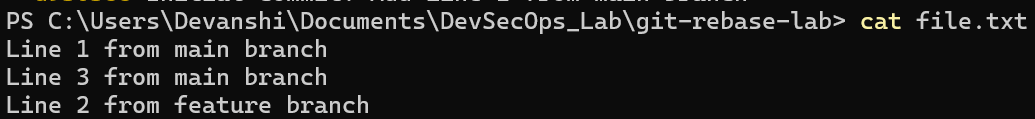 PS C:\Users\Devanshi\Documents\DevSecOps_Lab\git-rebase-lab> cat file.txt
Line 1 from main branch
Line 3 from main branch
Line 2 from feature branch